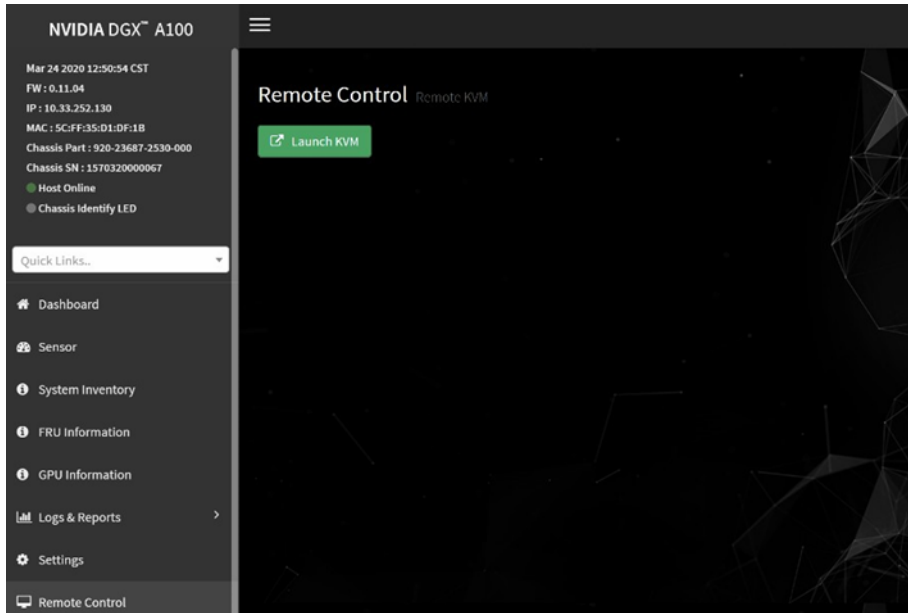 NVIDIA DGX™ A100
Mar 24 2020 12:50:54 CST
FW : 0.11.04
IP : 10.33.252.130
MAC : 5C:FF:35:D1:DF:1B
Chassis Part : 920-23687-2530-000
Chassis SN : 1570320000067
Host Online
Chassis Identify LED
Quick Links..
Dashboard
Sensor
System Inventory
FRU Information
GPU Information
Logs & Reports
Settings
Remote Control
Remote Control Remote KVM
Launch KVM